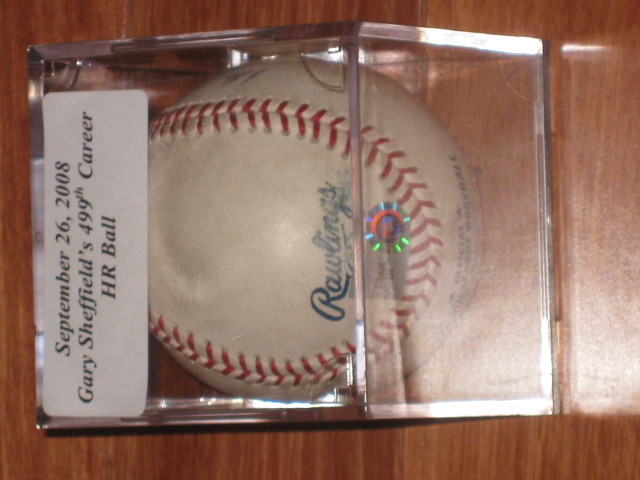 September 26, 2008
Gary Sheffield's 499th Career
HR Ball
Rawlings